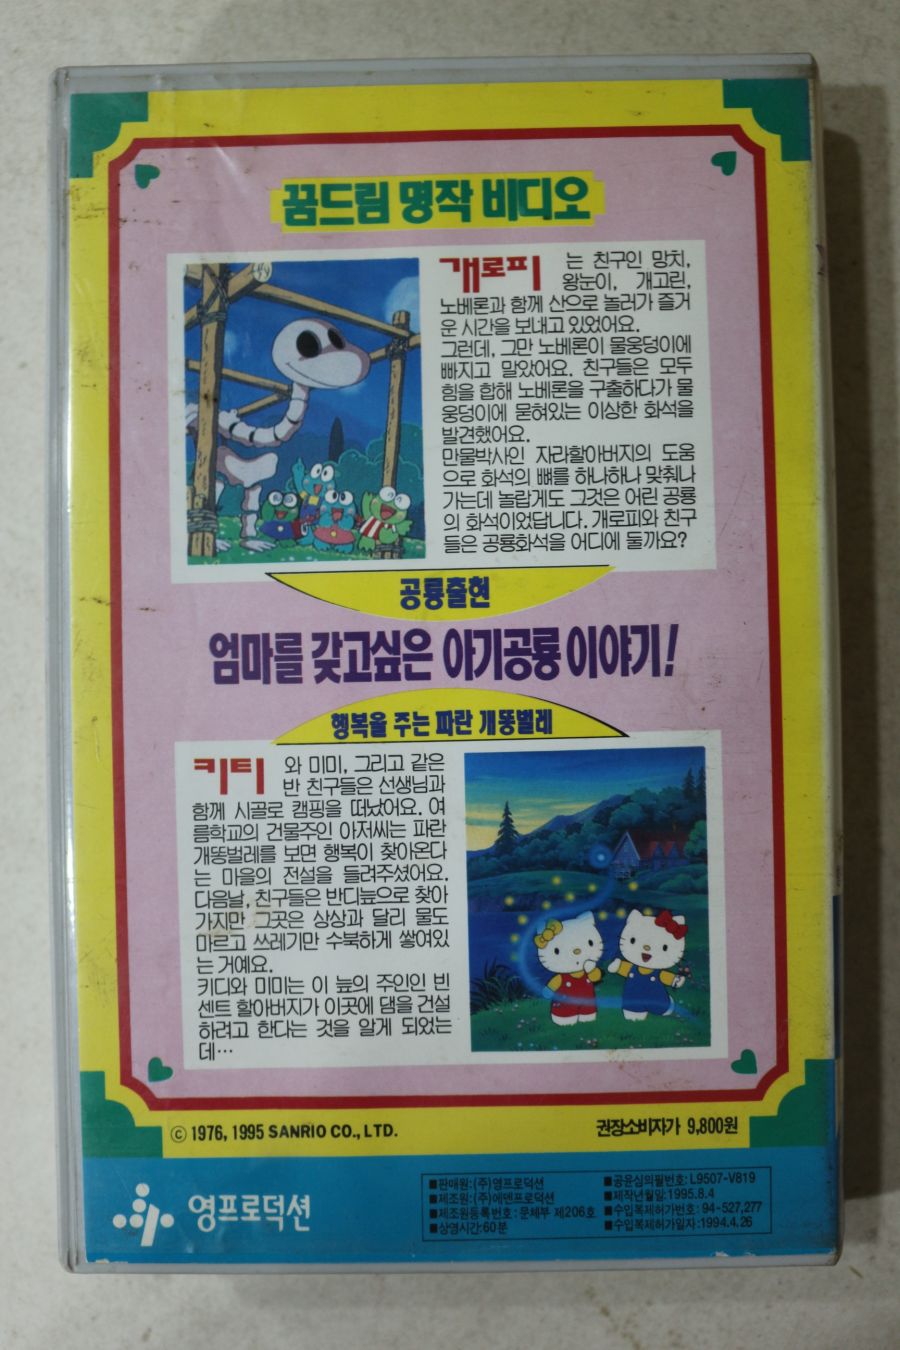 꿈드림 명작 비디오
개로피는 친구인 망치,
왕눈이, 개고린,
노베론과 함께 산으로 놀러가 즐거
운 시간을 보내고 있었어요.
그런데, 그만 노베론이 물웅덩이에
빠지고 말았어요. 친구들은 모두
힘을 합해 노베론을 구출하다가 물
웅덩이에 묻혀있는 이상한 화석을
발견했어요.
만물박사인 자라할아버지의 도움
으로 화석의 뼈를 하나하나 맞춰나
가는데 놀랍게도 그것은 어린 공룡
의 화석이었답니다. 개로피와 친구
들은 공룡화석을 어디에 둘까요?
공룡출현
엄마를 갖고싶은 아기공룡 이야기!
행복을 주는 파란 개똥벌레
키티와 미미, 그리고 같은
반 친구들은 선생님과
함께 시골로 캠핑을 떠났어요. 여
름학교의 건물주인 아저씨는 파란
개똥벌레를 보면 행복이 찾아온다
는 마을의 전설을 들려주셨어요.
다음날, 친구들은 반디늪으로 찾아
가지만 그곳은 상상과 달리 물도
마르고 쓰레기만 수북하게 쌓여있
는 거예요.
키디와 미미는 이 늪의 주인인 빈
센트 할아버지가 이곳에 댐을 건설
하려고 한다는 것을 알게 되었는
데…
© 1976, 1995 SANRIO CO., LTD.
권장소비자가 9,800원
영프로덕션
■판매원:(주)영프로덕션
■제조원:(주)에덴프로덕션
■제조원등록번호:문체부 제206호
■상영시간:60분
■공윤심의필번호:L9507-V819
■제작년월일:1995.8.4
■수입복제허가번호:94-527,277
■수입복제허가일자:1994.4.26